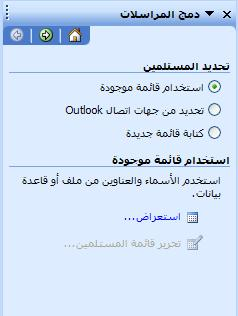 دمج المراسلات
تحديد المستلمين
استخدام قائمة موجودة
تحديد من جهات اتصال Outlook
كتابة قائمة جديدة
استخدام قائمة موجودة
استخدم الأسماء والعناوين من ملف أو قاعدة
بيانات.
استعراض...
تحرير قائمة المستلمين...